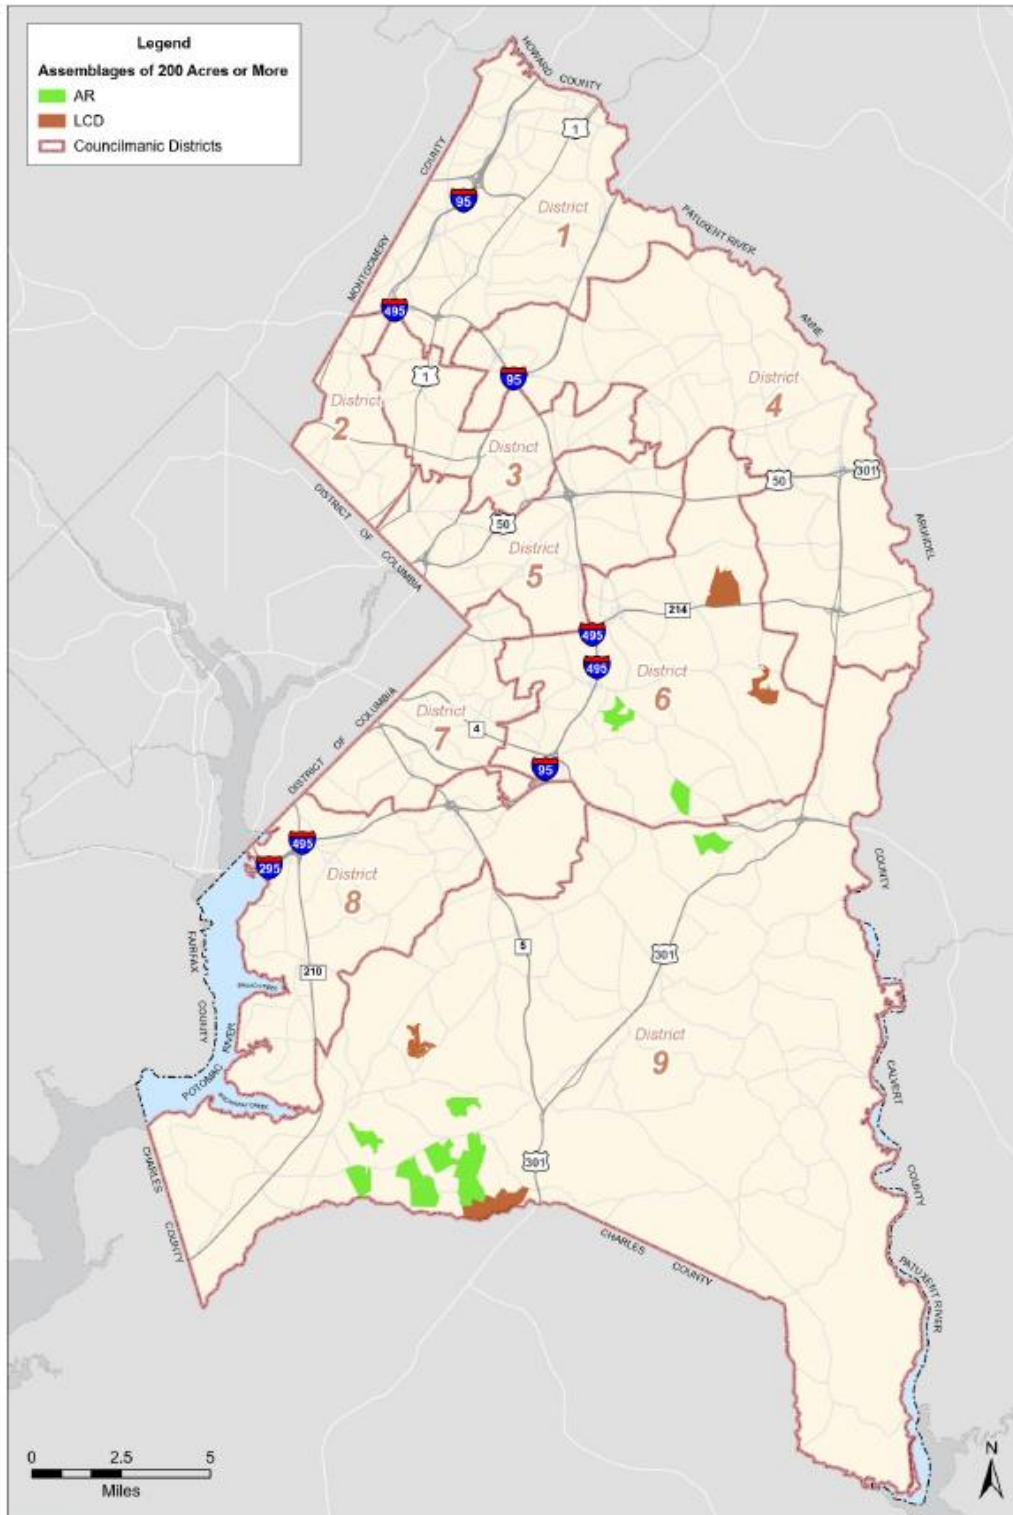 Legend
Assemblages of 200 Acres or More
AR
LCD
Councilmanic Districts
HOWARD COUNTY
1
MONTGOMERY COUNTY
95
District
1
PATUXENT RIVER
495
ANNE ARUNDEL COUNTY
1
95
District
4
District
2
District
3
50
301
50
DISTRICT OF COLUMBIA
District
5
214
495
495
District
6
DISTRICT OF COLUMBIA
District
7
4
95
495
295
District
8
FAIRFAX COUNTY
5
301
210
POTOMAC RIVER
District
9
CALVERT COUNTY
301
CHARLES COUNTY
CHARLES COUNTY
PATUXENT RIVER
0 2.5 5
Miles
N